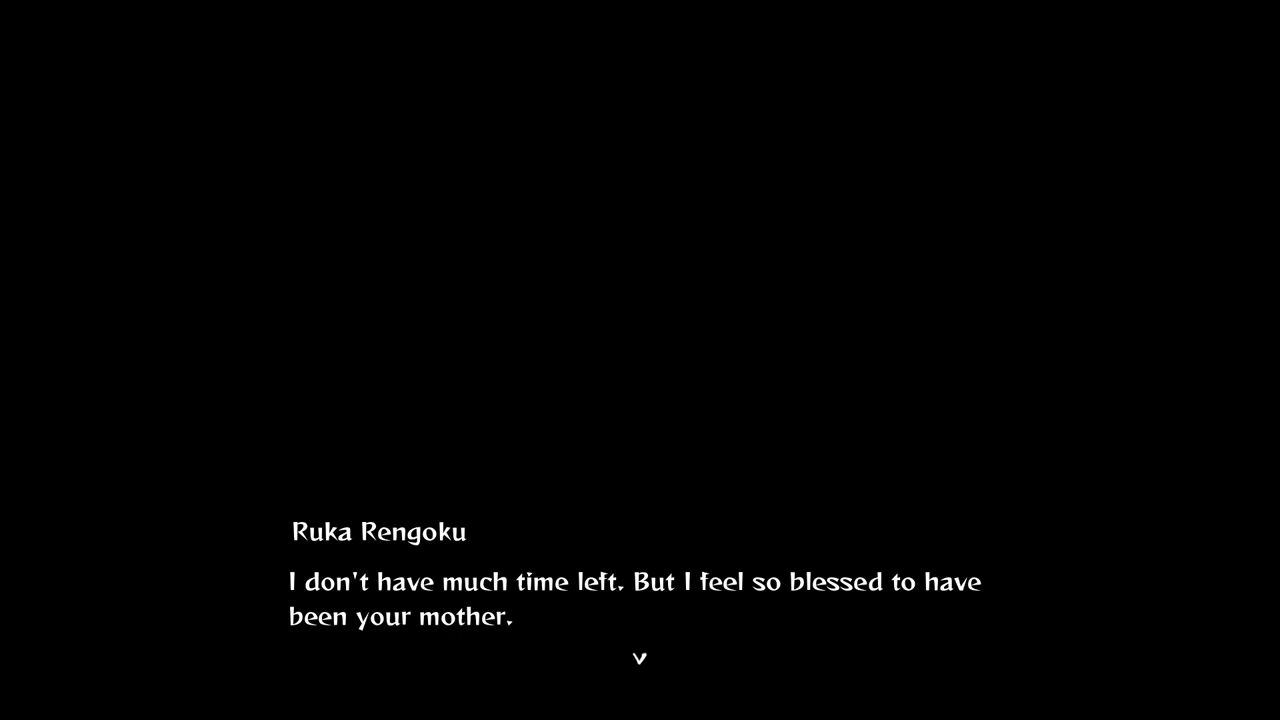 Ruka Rengoku
I don't have much time left. But I feel so blessed to have
been your mother.